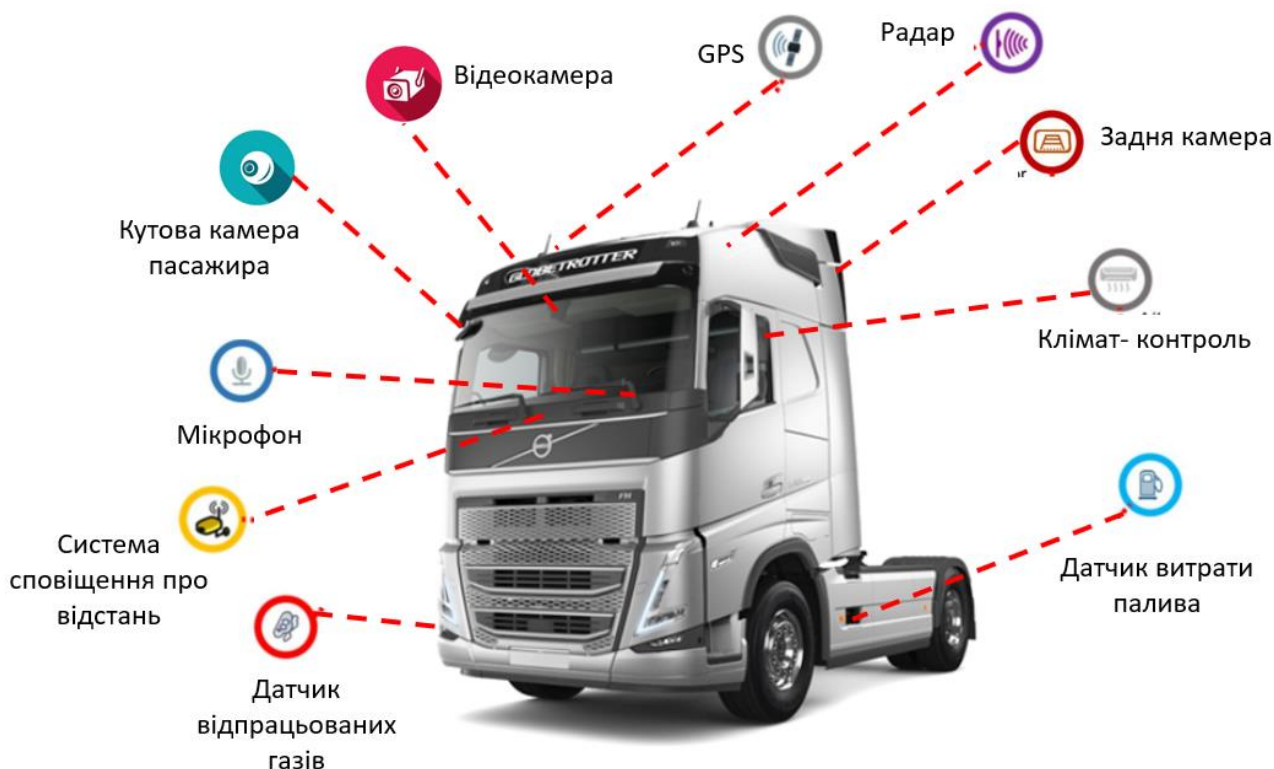 GPS
Радар
Відеокамера
Задня камера
Кутова камера
пасажира
GLOBETROTTER
Клімат- контроль
Мікрофон
FH
Система
сповіщення про
відстань
Датчик витрати
палива
Датчик
відпрацьованих
газів